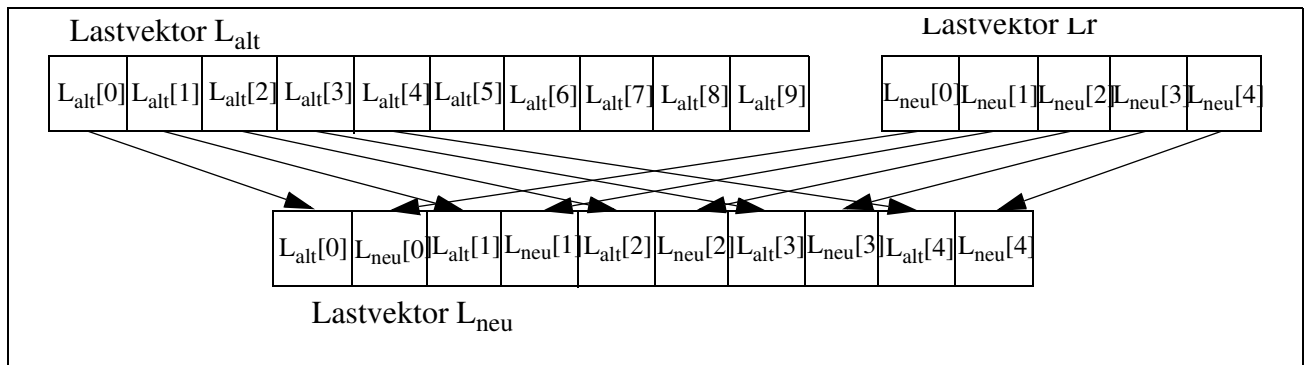 Lastvektor Lalt
Lastvektor Lr
Lalt[0] Lalt[1] Lalt[2] Lalt[3] Lalt[4] Lalt[5] Lalt[6] Lalt[7] Lalt[8] Lalt[9]
Lneu[0] Lneu[1] Lneu[2] Lneu[3] Lneu[4]
Lalt[0] Lneu[0] Lalt[1] Lneu[1] Lalt[2] Lneu[2] Lalt[3] Lneu[3] Lalt[4] Lneu[4]
Lastvektor Lneu